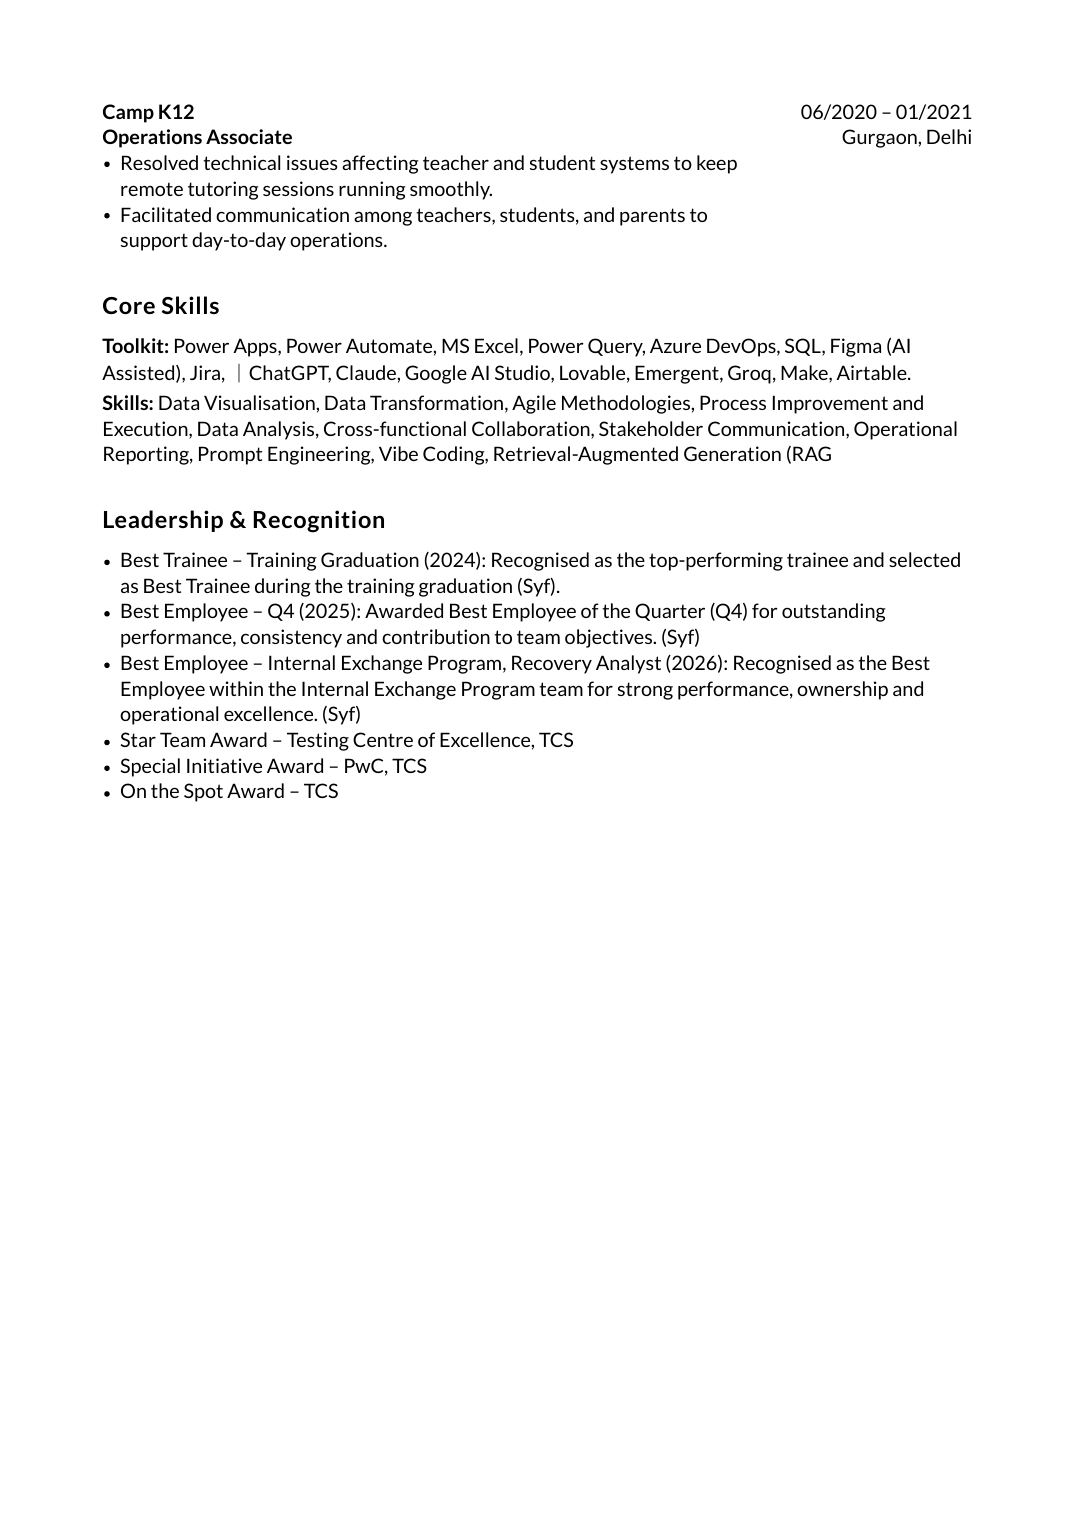 Camp K12 06/2020 – 01/2021
Operations Associate Gurgaon, Delhi
• Resolved technical issues affecting teacher and student systems to keep
remote tutoring sessions running smoothly.
• Facilitated communication among teachers, students, and parents to
support day-to-day operations.
Core Skills
Toolkit: Power Apps, Power Automate, MS Excel, Power Query, Azure DevOps, SQL, Figma (AI
Assisted), Jira, | ChatGPT, Claude, Google AI Studio, Lovable, Emergent, Groq, Make, Airtable.
Skills: Data Visualisation, Data Transformation, Agile Methodologies, Process Improvement and
Execution, Data Analysis, Cross-functional Collaboration, Stakeholder Communication, Operational
Reporting, Prompt Engineering, Vibe Coding, Retrieval-Augmented Generation (RAG
Leadership & Recognition
• Best Trainee – Training Graduation (2024): Recognised as the top-performing trainee and selected
as Best Trainee during the training graduation (Syf).
• Best Employee – Q4 (2025): Awarded Best Employee of the Quarter (Q4) for outstanding
performance, consistency and contribution to team objectives. (Syf)
• Best Employee – Internal Exchange Program, Recovery Analyst (2026): Recognised as the Best
Employee within the Internal Exchange Program team for strong performance, ownership and
operational excellence. (Syf)
• Star Team Award – Testing Centre of Excellence, TCS
• Special Initiative Award – PwC, TCS
• On the Spot Award – TCS